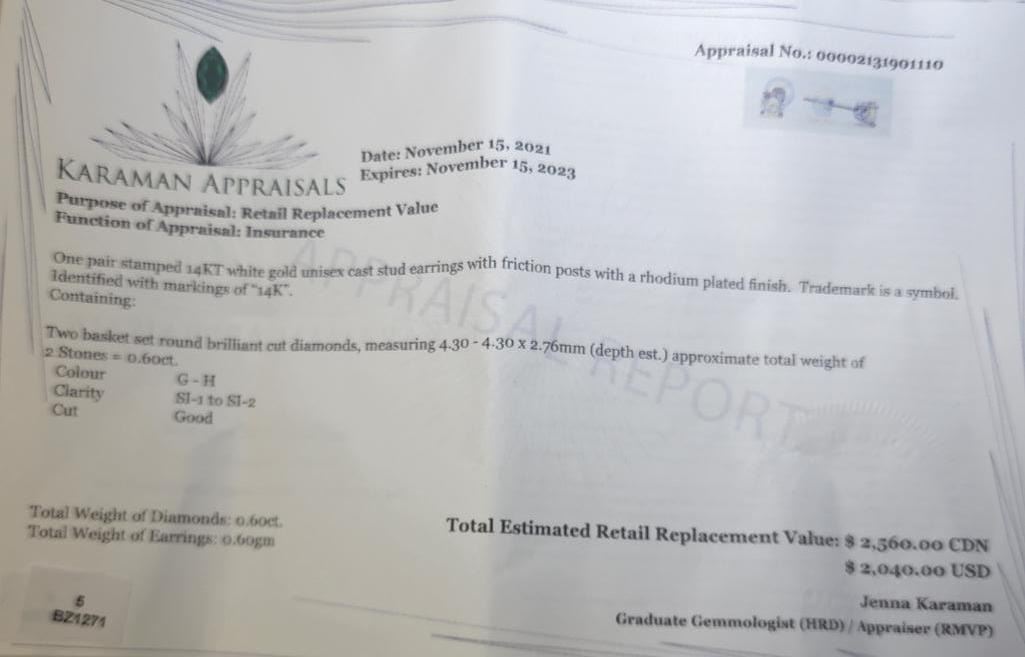 Appraisal No.: 00002131901110
KARAMAN APPRAISALS
Date: November 15, 2021
Expires: November 15, 2023
Purpose of Appraisal: Retail Replacement Value
Function of Appraisal: Insurance
One pair stamped 14KT white gold unisex cast stud earrings with friction posts with a rhodium plated finish. Trademark is a symbol.
Identified with markings of "14K".
Containing:
APPRAISAL REPORT
Two basket set round brilliant cut diamonds, measuring 4.30 - 4.30 x 2.76mm (depth est.) approximate total weight of
2 Stones = 0.60ct.
Colour G - H
Clarity SI-1 to SI-2
Cut Good
Total Weight of Diamonds: 0.60ct.
Total Weight of Earrings: 0.60gm
Total Estimated Retail Replacement Value: $ 2,560.00 CDN
$ 2,040.00 USD
Jenna Karaman
Graduate Gemmologist (HRD) / Appraiser (RMVP)
5
BZ1271